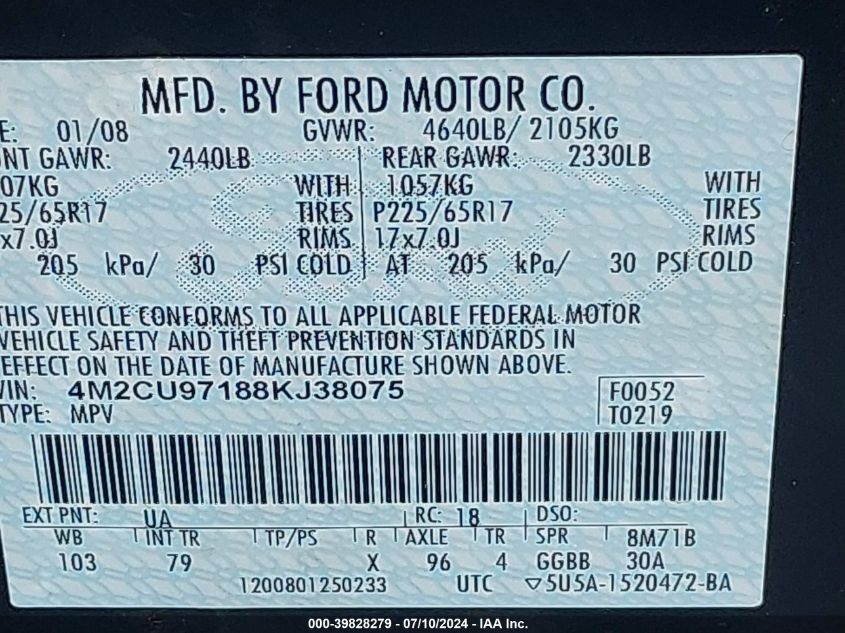 MFD. BY FORD MOTOR CO.
E: 01/08 GVWR: 4640LB/ 2105KG
NT GAWR: 2440LB REAR GAWR: 2330LB
07KG WITH 1057KG WITH
25/65R17 TIRES P225/65R17 TIRES
x7.0J RIMS 17x7.0J RIMS
205 kPa/ 30 PSI COLD AT 205 kPa/ 30 PSI COLD
THIS VEHICLE CONFORMS TO ALL APPLICABLE FEDERAL MOTOR
VEHICLE SAFETY AND THEFT PREVENTION STANDARDS IN
EFFECT ON THE DATE OF MANUFACTURE SHOWN ABOVE.
VIN: 4M2CU97188KJ38075 F0052
TYPE: MPV T0219
EXT PNT: UA RC: 18 DSO:
WB INT TR TP/PS R AXLE TR SPR 8M71B
103 79 X 96 4 GGBB 30A
1200801250233 UTC ▽5U5A-1520472-BA
000-39828279 - 07/10/2024 - IAA Inc.